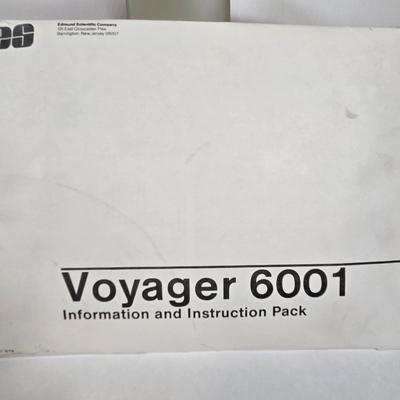 Edmund Scientific Company
101 East Gloucester Pike
Barrington, New Jersey 08007
Voyager 6001
Information and Instruction Pack